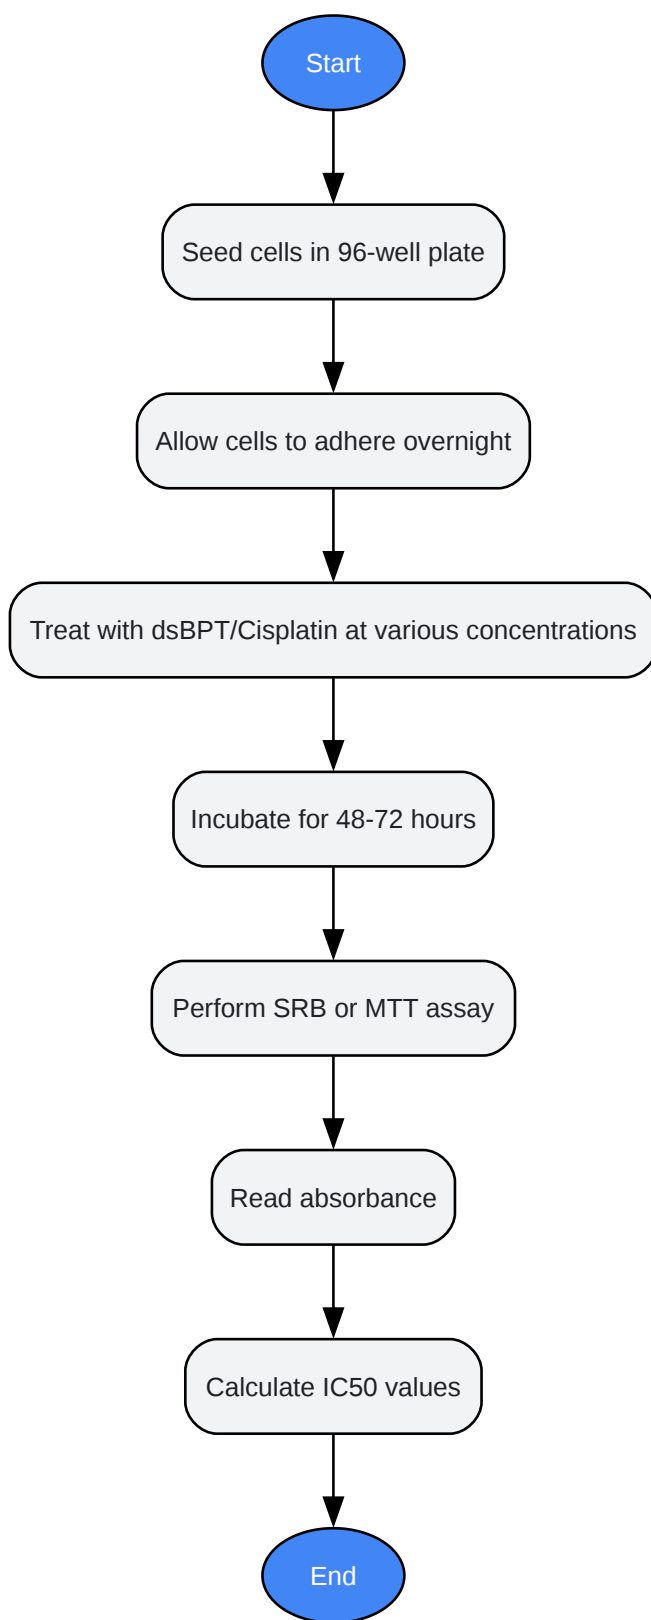 Start
Seed cells in 96-well plate
Allow cells to adhere overnight
Treat with dsBPT/Cisplatin at various concentrations
Incubate for 48-72 hours
Perform SRB or MTT assay
Read absorbance
Calculate IC50 values
End